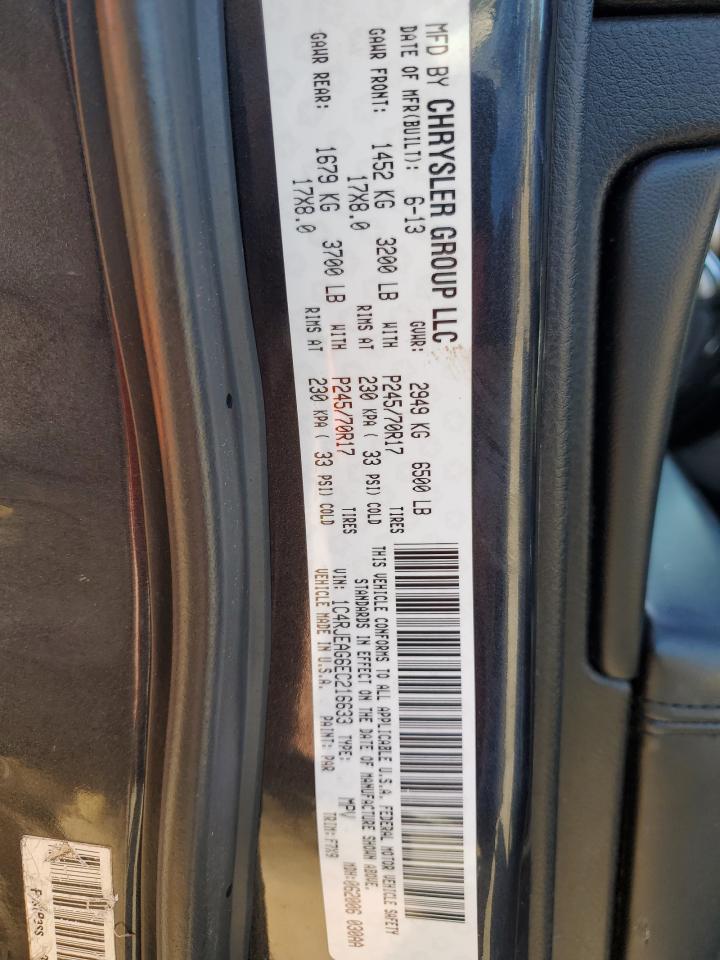 MFD BY CHRYSLER GROUP LLC
DATE OF MFR(BUILT): 6-13 GVWR: 2949 KG 6500 LB
GAWR FRONT: 1452 KG 3200 LB WITH P245/70R17 TIRES
17X8.0 RIMS AT 230 KPA ( 33 PSI) COLD
GAWR REAR: 1679 KG 3700 LB WITH P245/70R17 TIRES
17X8.0 RIMS AT 230 KPA ( 33 PSI) COLD
THIS VEHICLE CONFORMS TO ALL APPLICABLE U.S.A. FEDERAL MOTOR VEHICLE SAFETY
STANDARDS IN EFFECT ON THE DATE OF MANUFACTURE SHOWN ABOVE.
VIN: 1C4RJEAG6EC216633 TYPE: MPV MDH:062006 030AA
VEHICLE MADE IN U.S.A. PAINT: PAR TRIM:F7X9